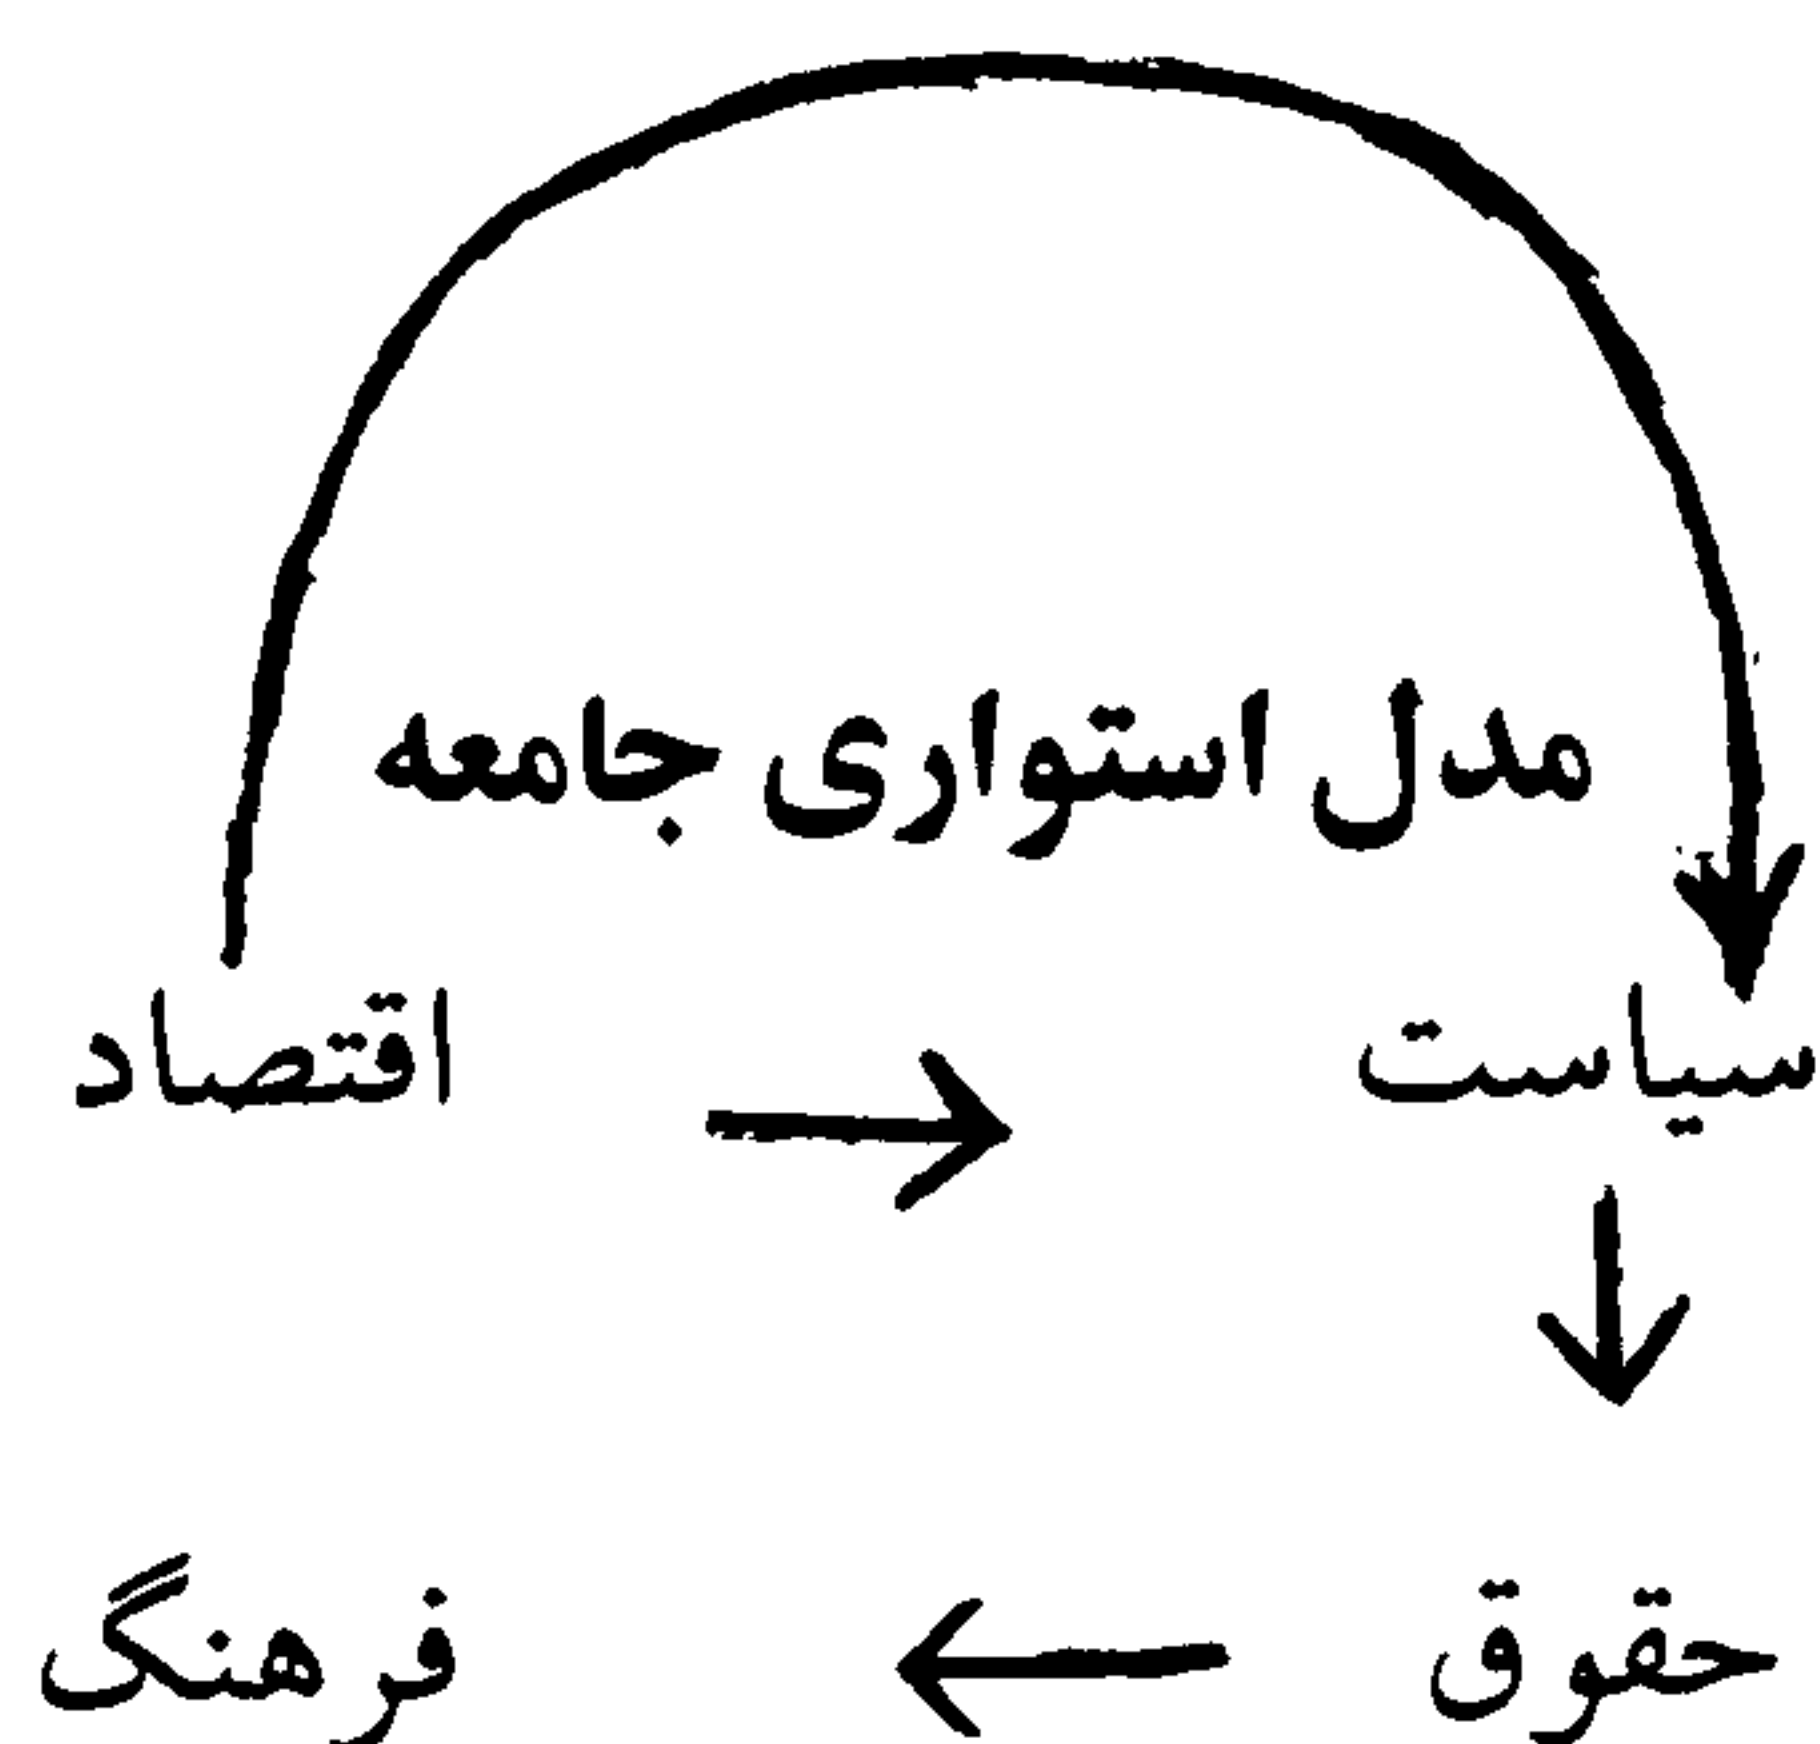 مدل استواری جامعه
سیاست اقتصاد
حقوق فرهنگ